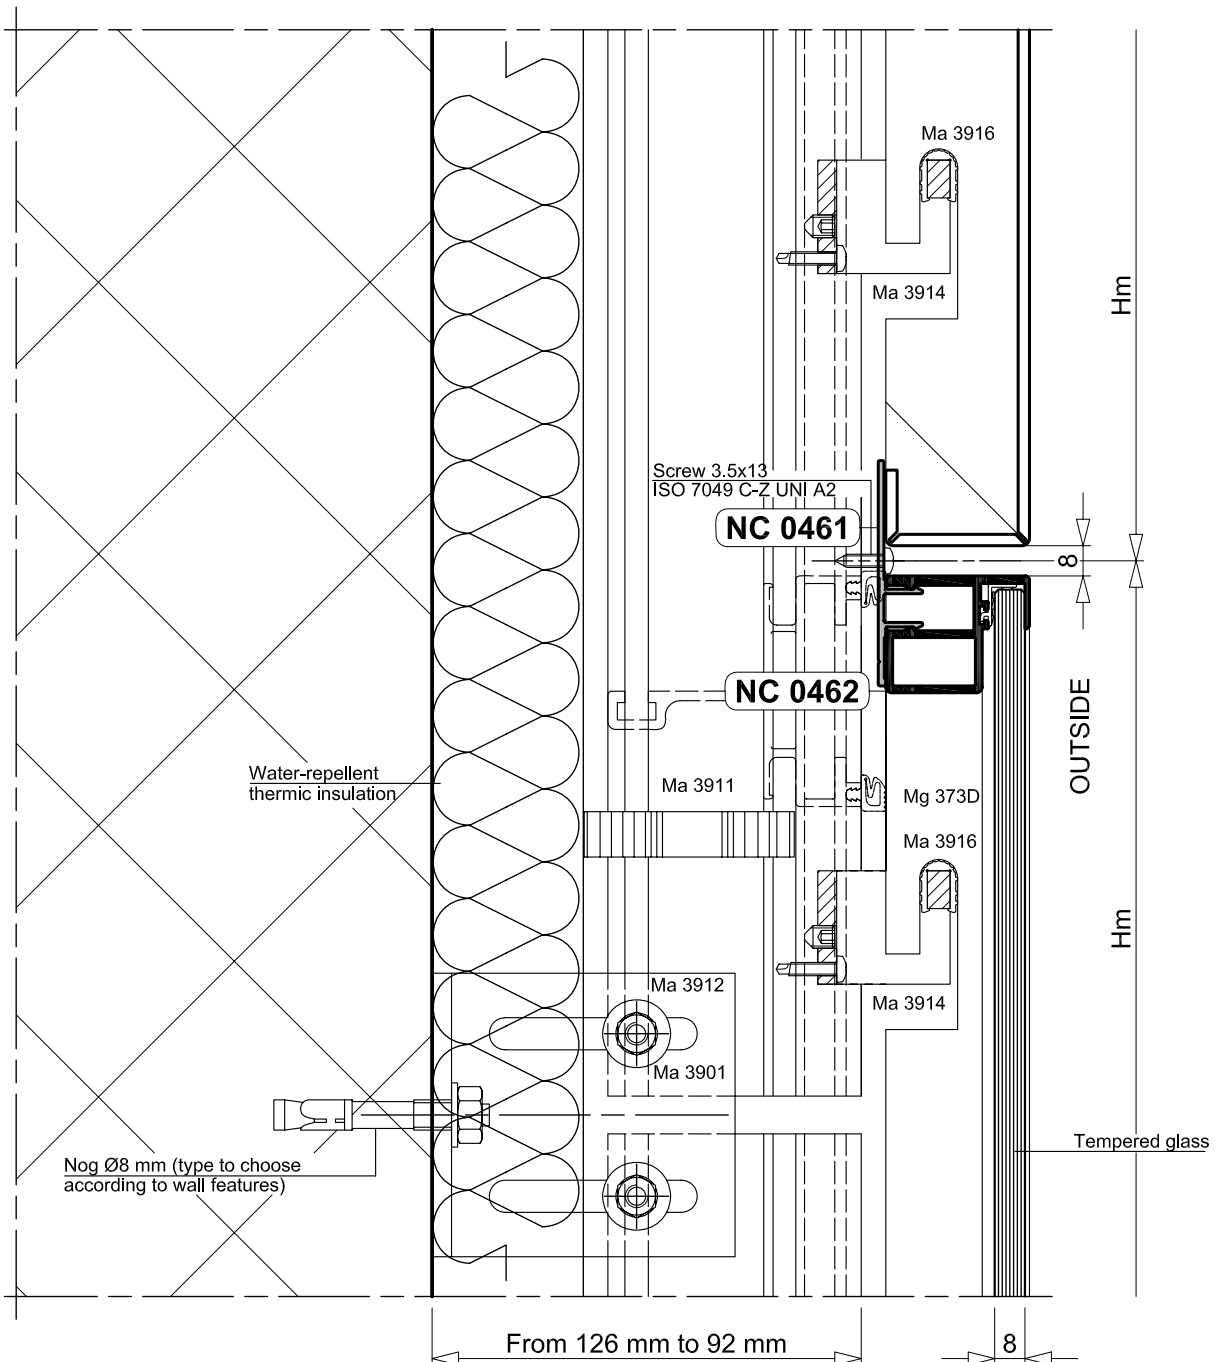 Ma 3916
Ma 3914
Hm
Screw 3.5x13
ISO 7049 C-Z UNI A2
NC 0461
8
NC 0462
OUTSIDE
Water-repellent
thermic insulation
Ma 3911
Mg 373D
Ma 3916
Hm
Ma 3912
Ma 3914
Ma 3901
Nog Ø8 mm (type to choose
according to wall features)
Tempered glass
From 126 mm to 92 mm
8